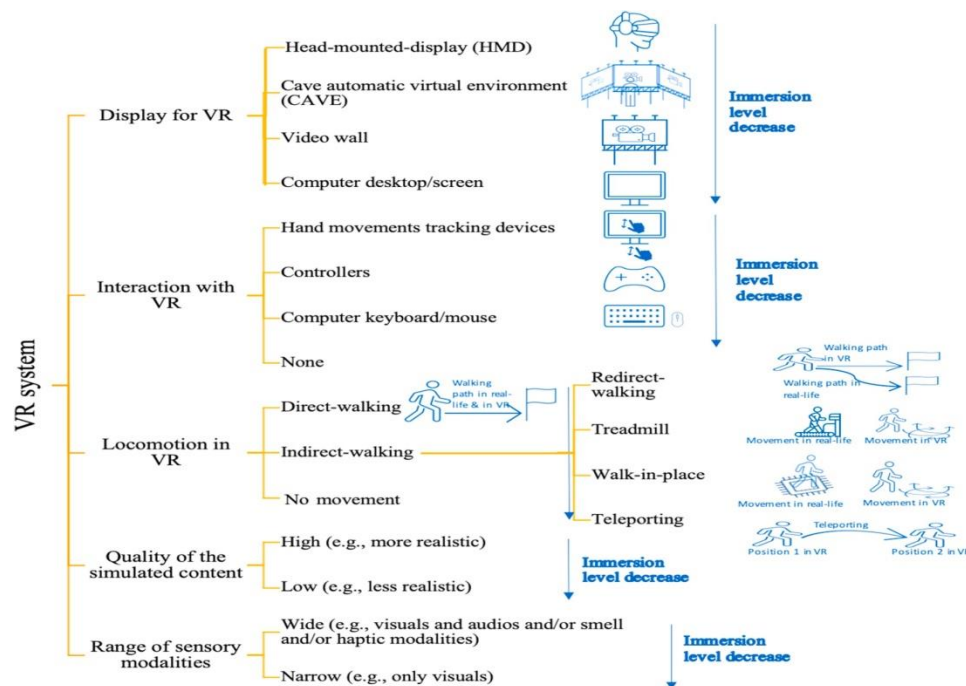 VR system
Display for VR
Head-mounted-display (HMD)
Cave automatic virtual environment
(CAVE)
Video wall
Computer desktop/screen
Immersion
level
decrease
Interaction with
VR
Hand movements tracking devices
Controllers
Computer keyboard/mouse
None
Immersion
level
decrease
Locomotion in
VR
Direct-walking
Walking
path in real-
life & in VR
Indirect-walking
No movement
Redirect-
walking
Treadmill
Walk-in-place
Teleporting
Walking path
in VR
Walking path in
real-life
Movement in real-life
Movement in VR
Movement in real-life
Movement in VR
Teleporting
Position 1 in VR
Position 2 in VR
Quality of the
simulated content
High (e.g., more realistic)
Low (e.g., less realistic)
Immersion
level decrease
Range of sensory
modalities
Wide (e.g., visuals and audios and/or smell
and/or haptic modalities)
Narrow (e.g., only visuals)
Immersion
level decrease